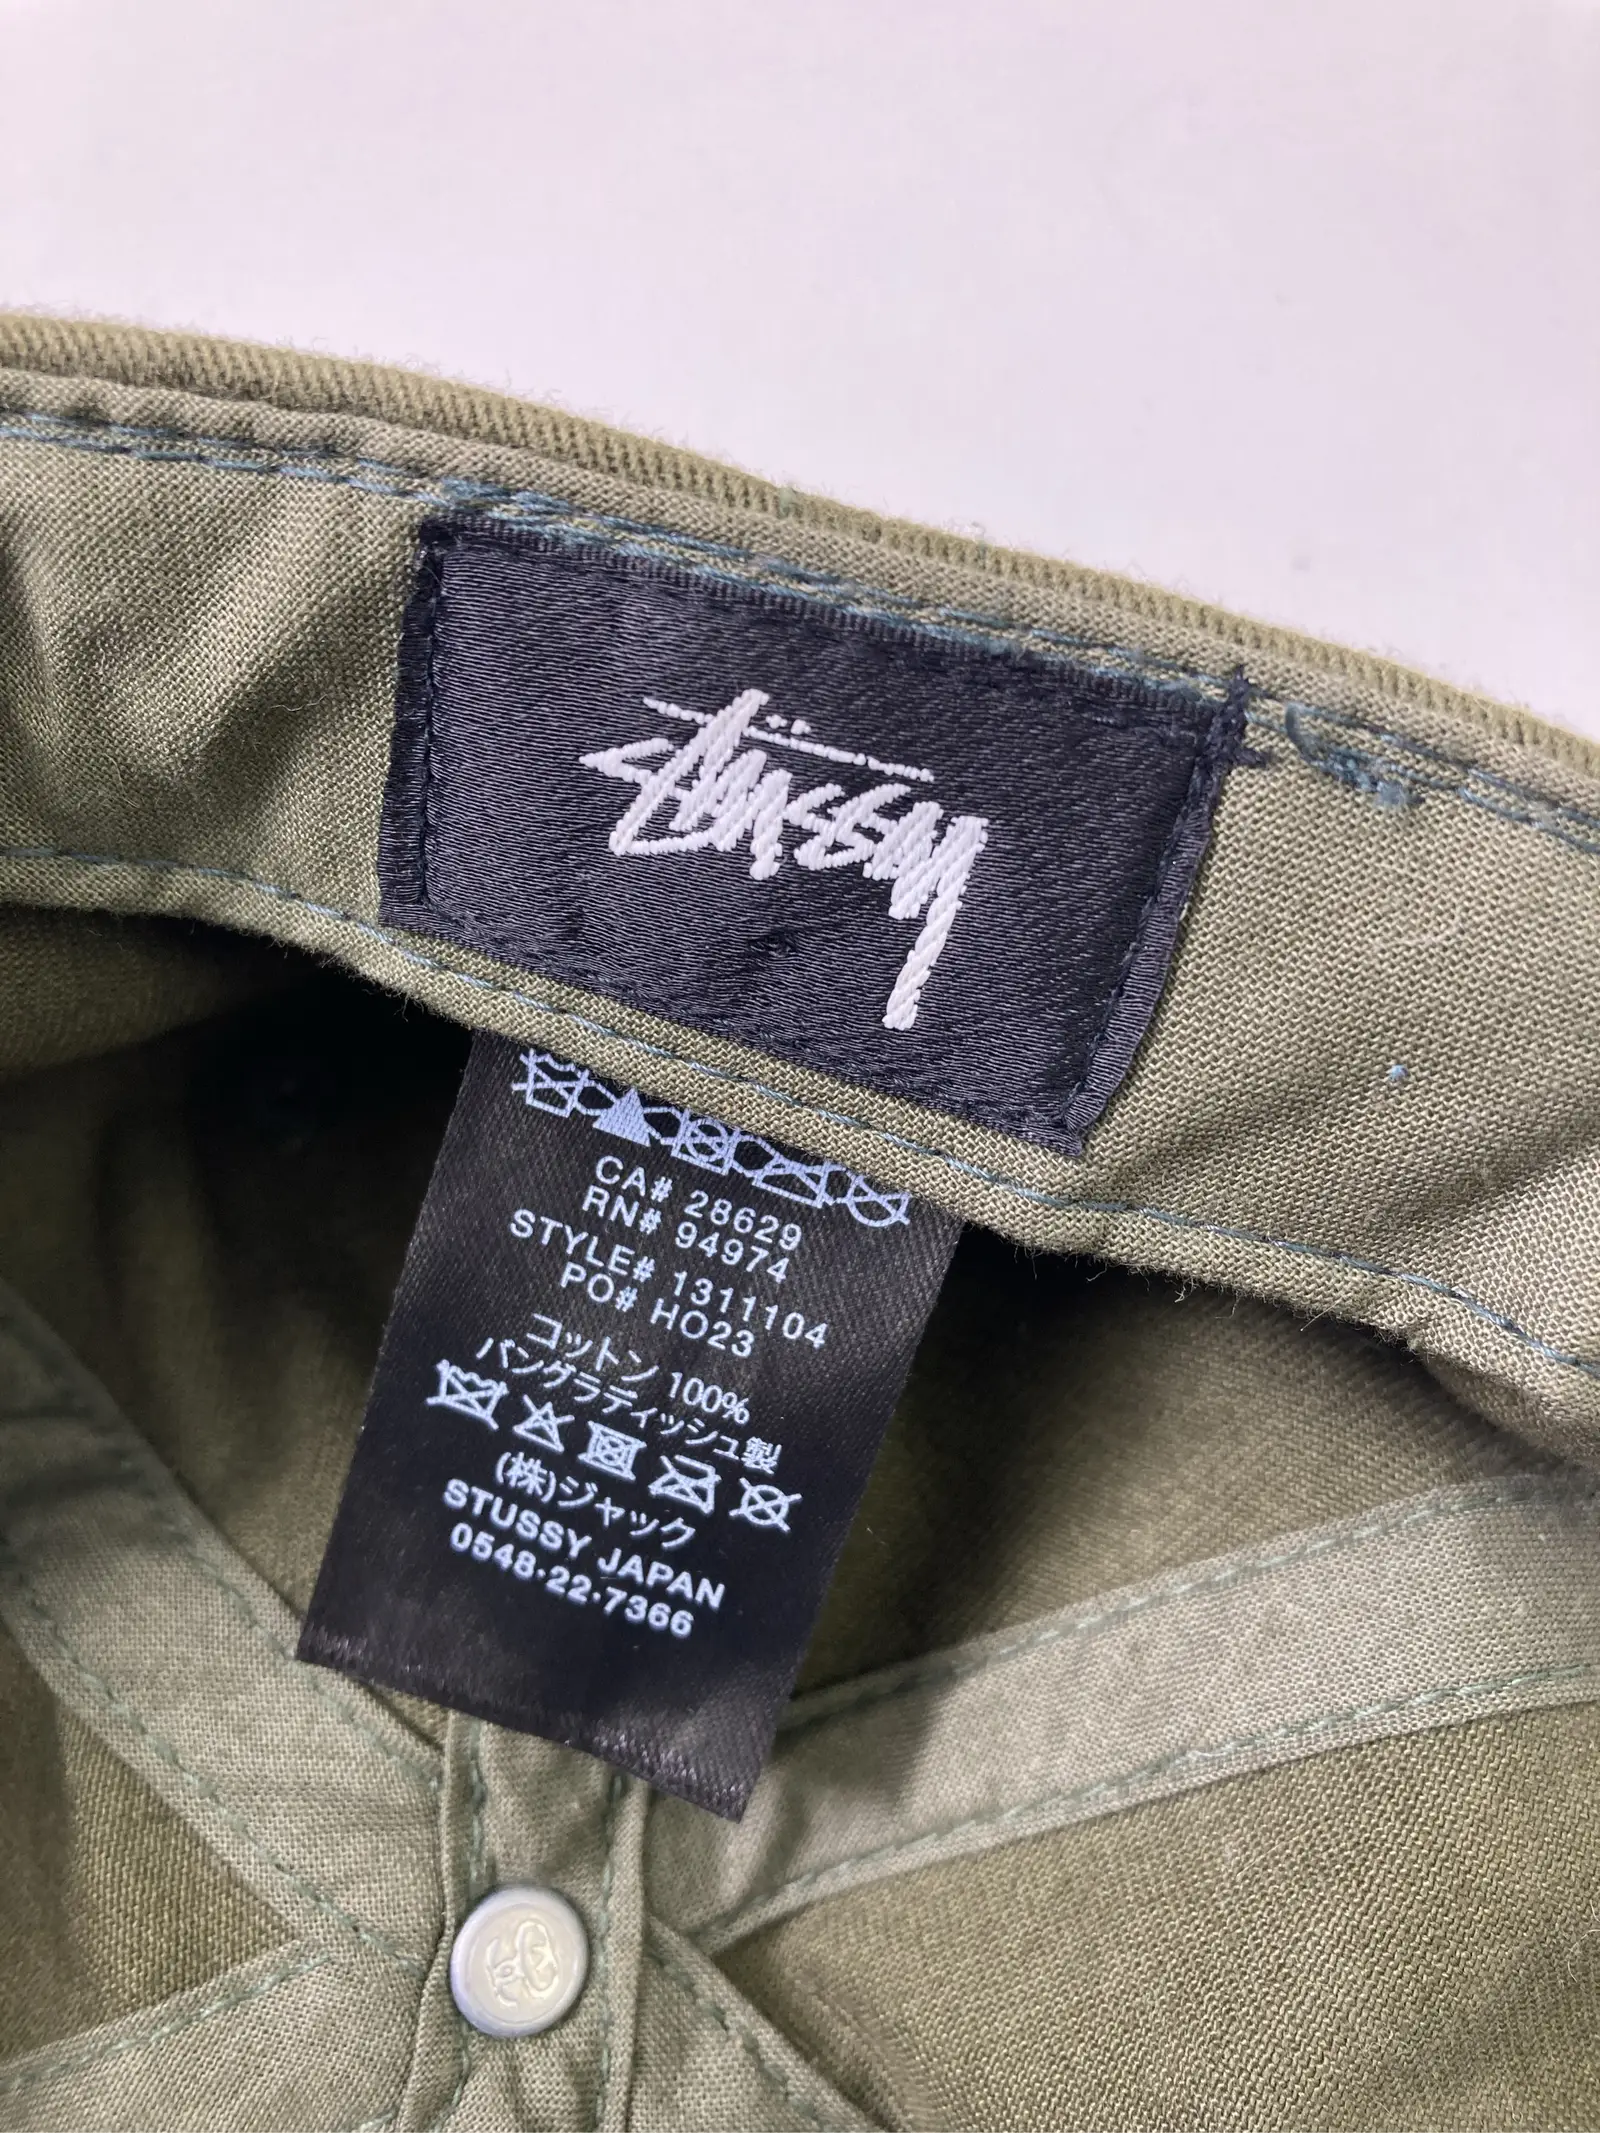 Stüssy
CA# 28629
RN# 94974
STYLE# 1311104
PO# HO23
コットン 100%
バングラディッシュ製
(株)ジャック
STUSSY JAPAN
0548·22·7366